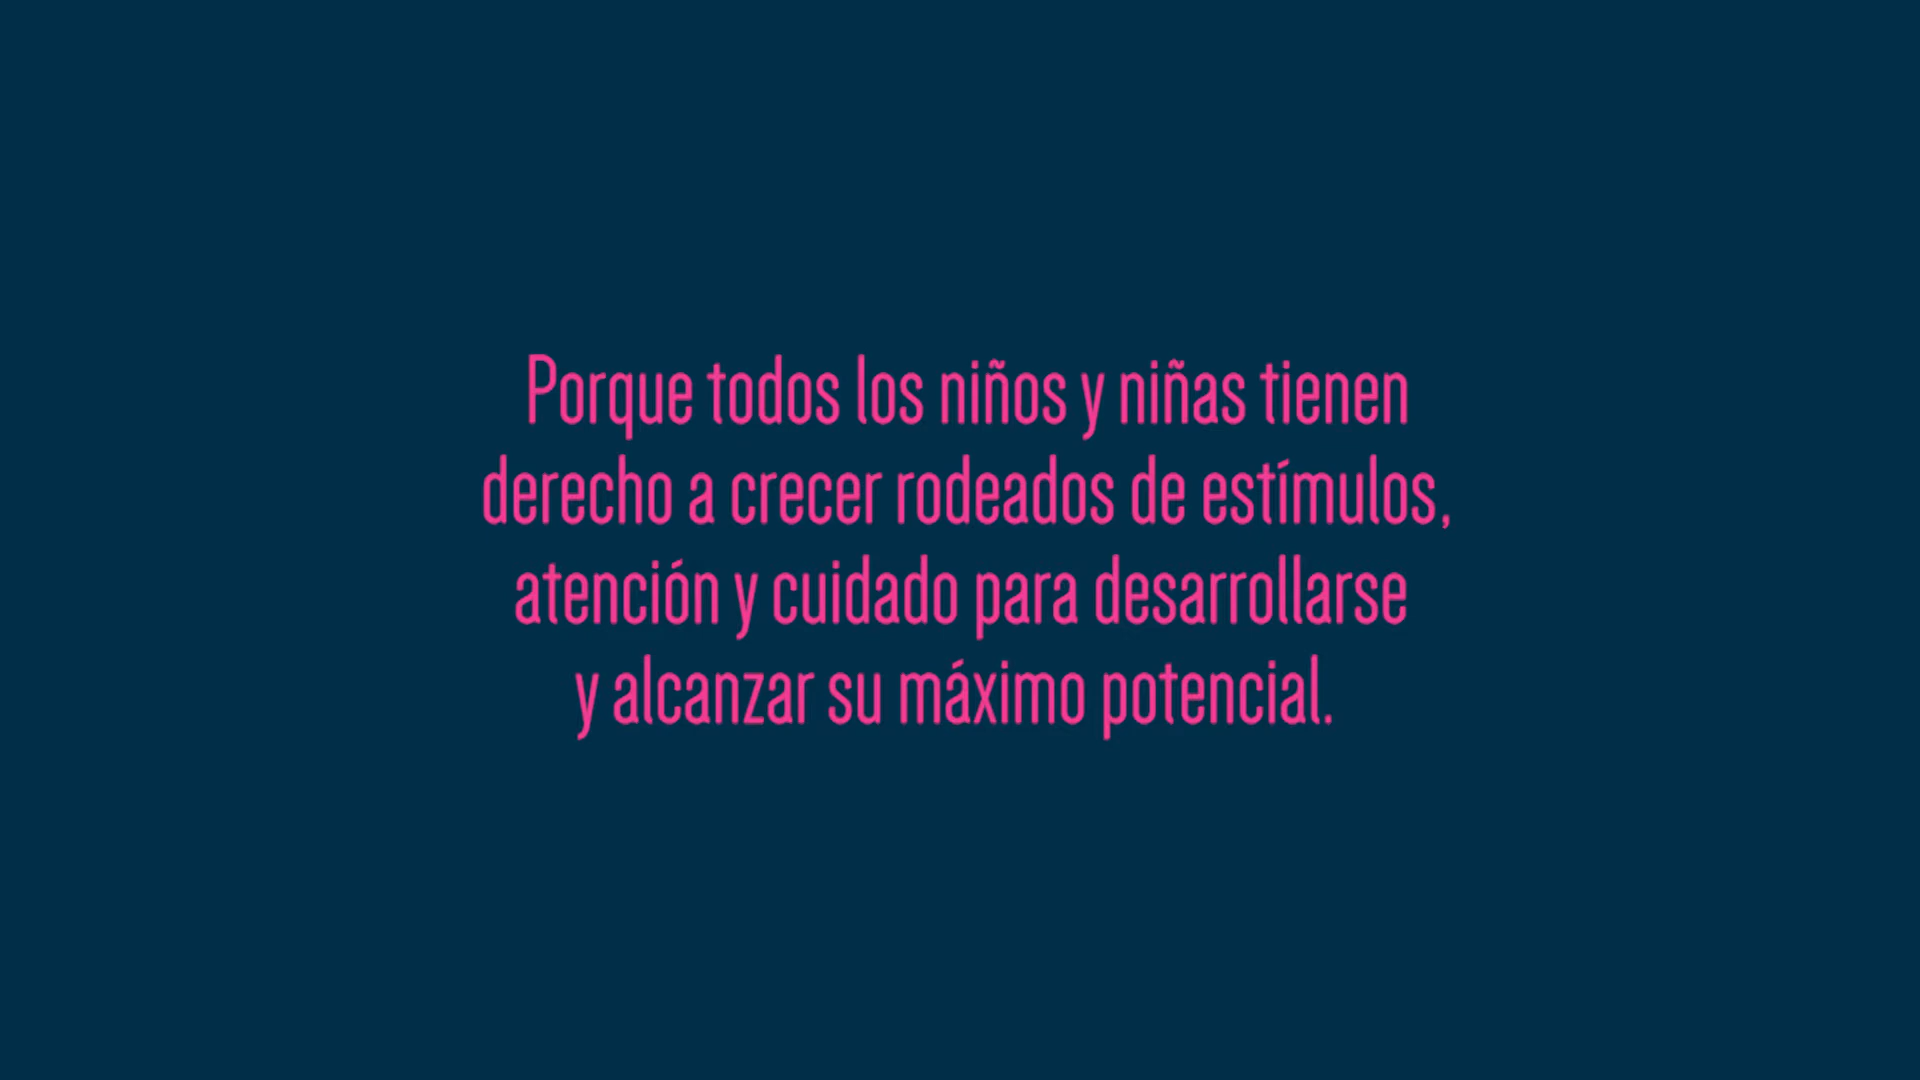 Porque todos los niños y niñas tienen
derecho a crecer rodeados de estímulos,
atención y cuidado para desarrollarse
y alcanzar su máximo potencial.